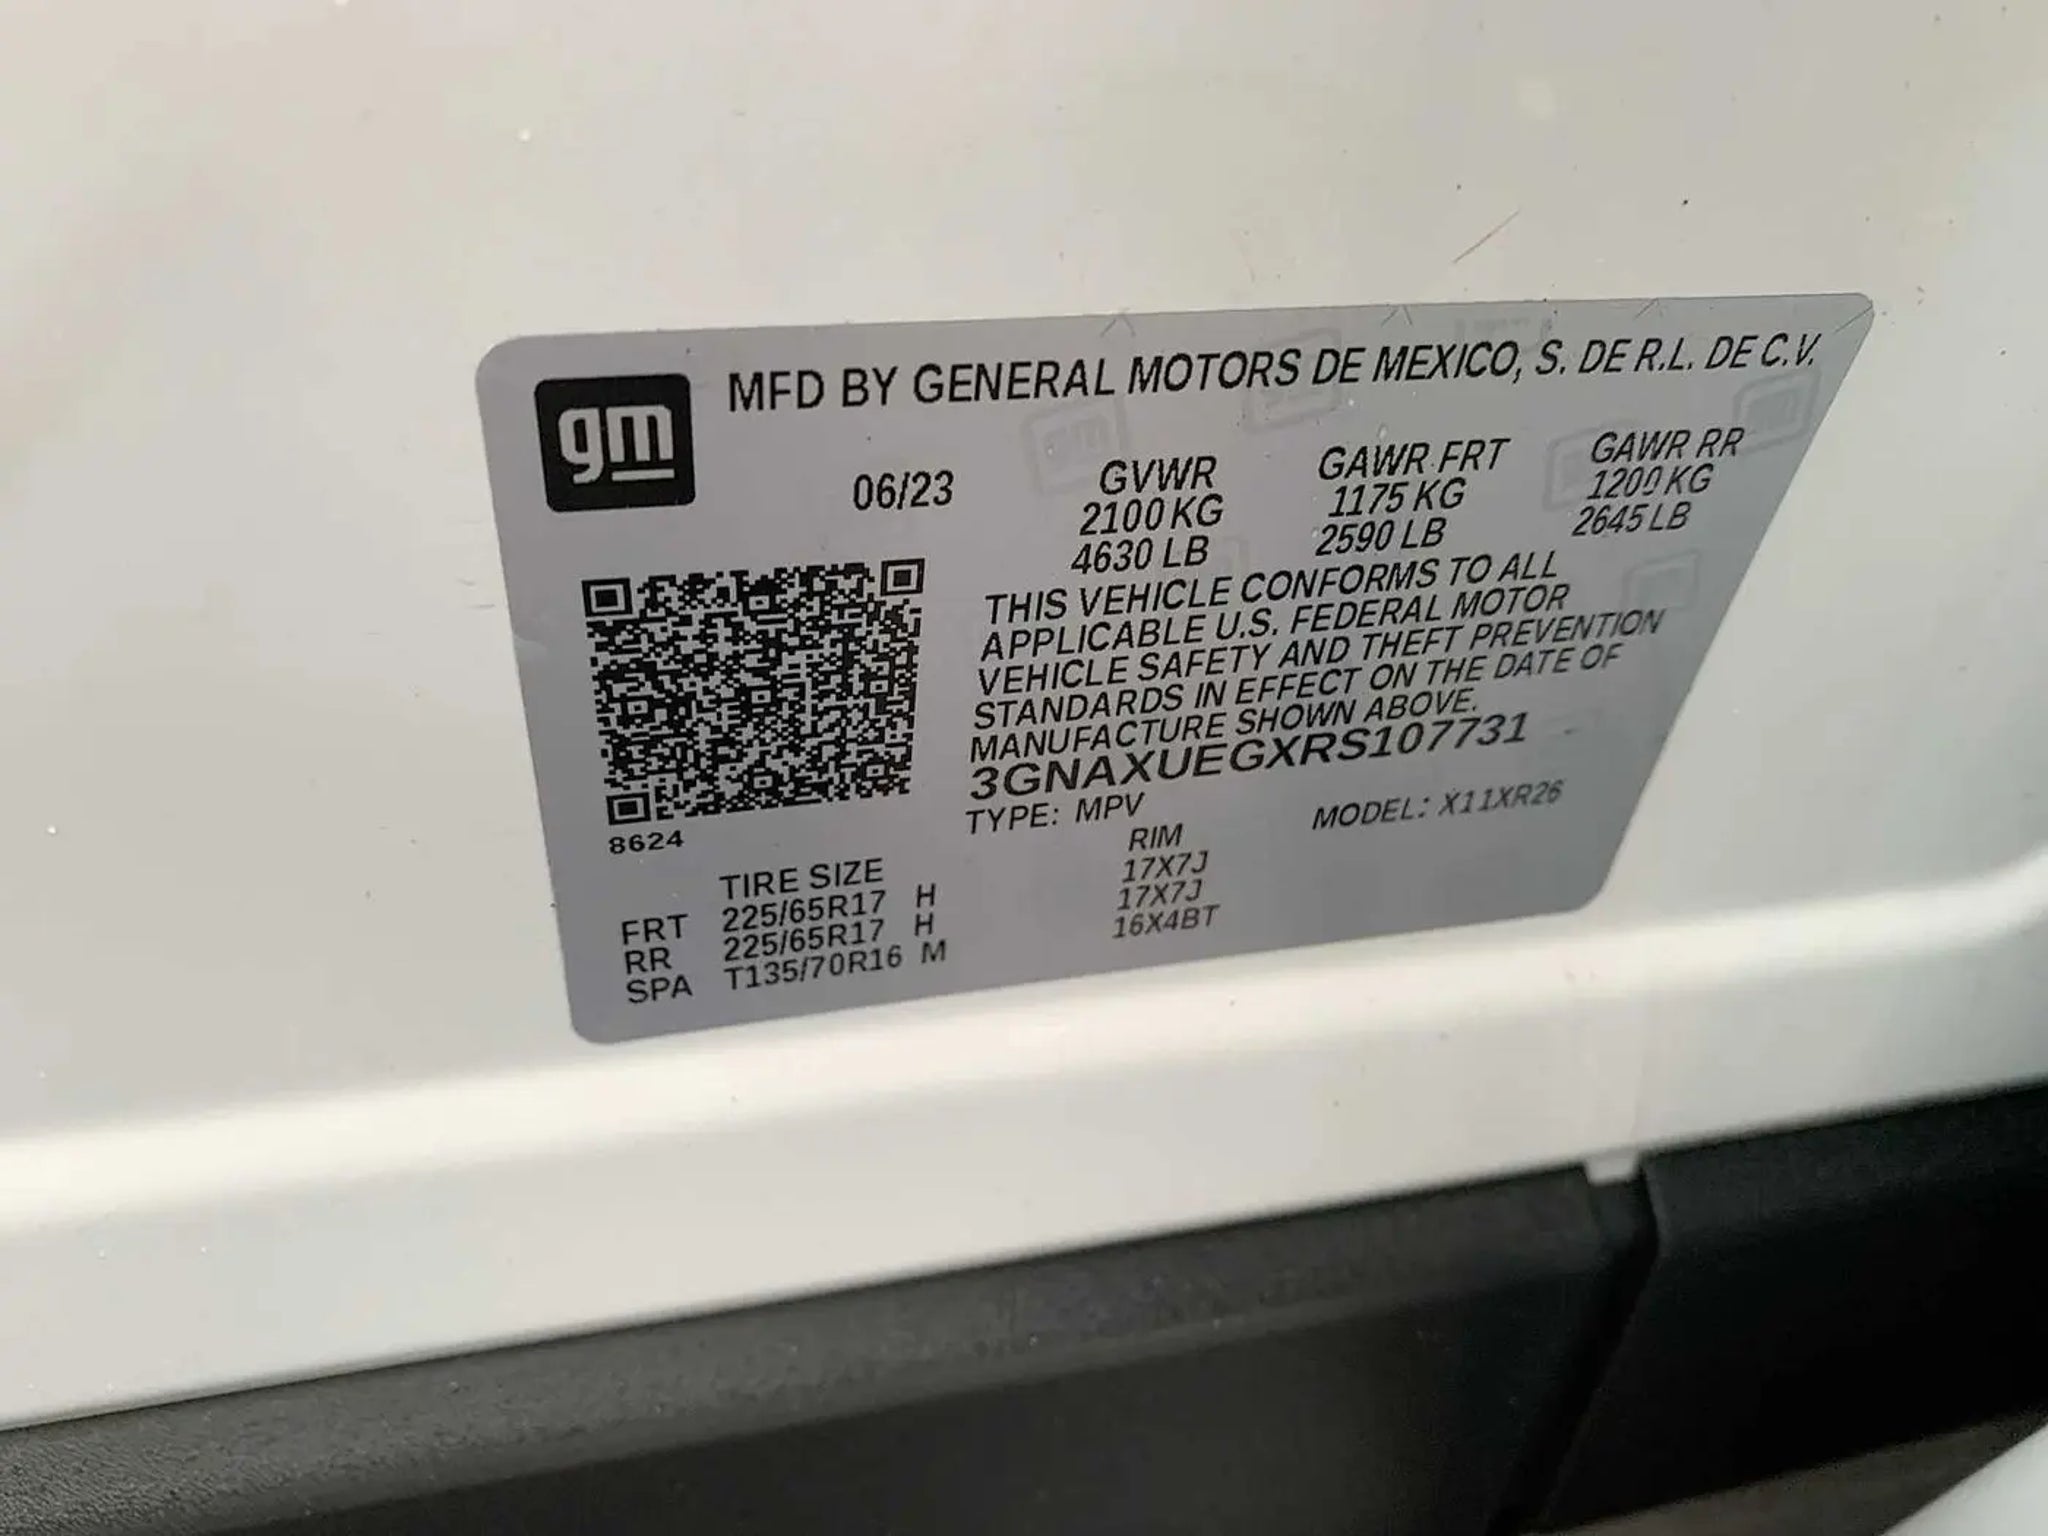 gm
MFD BY GENERAL MOTORS DE MEXICO, S. DE R.L. DE C.V.
06/23 GVWR GAWR FRT GAWR RR
2100 KG 1175 KG 1200 KG
4630 LB 2590 LB 2645 LB
THIS VEHICLE CONFORMS TO ALL
APPLICABLE U.S. FEDERAL MOTOR
VEHICLE SAFETY AND THEFT PREVENTION
STANDARDS IN EFFECT ON THE DATE OF
MANUFACTURE SHOWN ABOVE.
3GNAXUEGXRS107731
TYPE: MPV MODEL: X11XR26
8624
TIRE SIZE RIM
FRT 225/65R17 H 17X7J
RR 225/65R17 H 17X7J
SPA T135/70R16 M 16X4BT